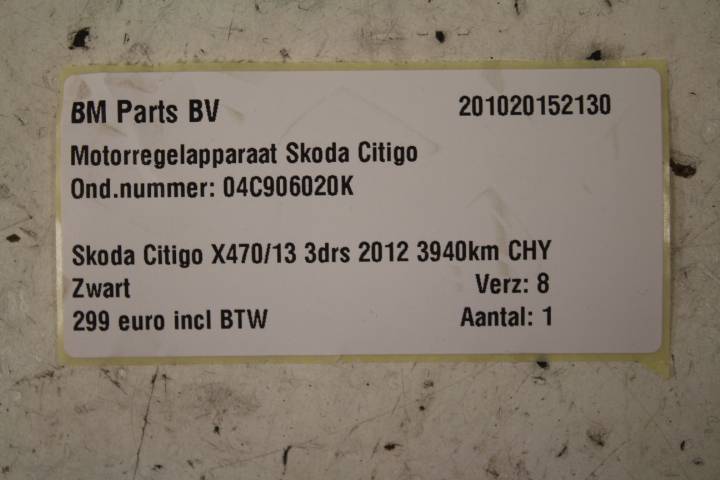 BM Parts BV 201020152130
Motorregelapparaat Skoda Citigo
Ond.nummer: 04C906020K
Skoda Citigo X470/13 3drs 2012 3940km CHY
Zwart Verz: 8
299 euro incl BTW Aantal: 1